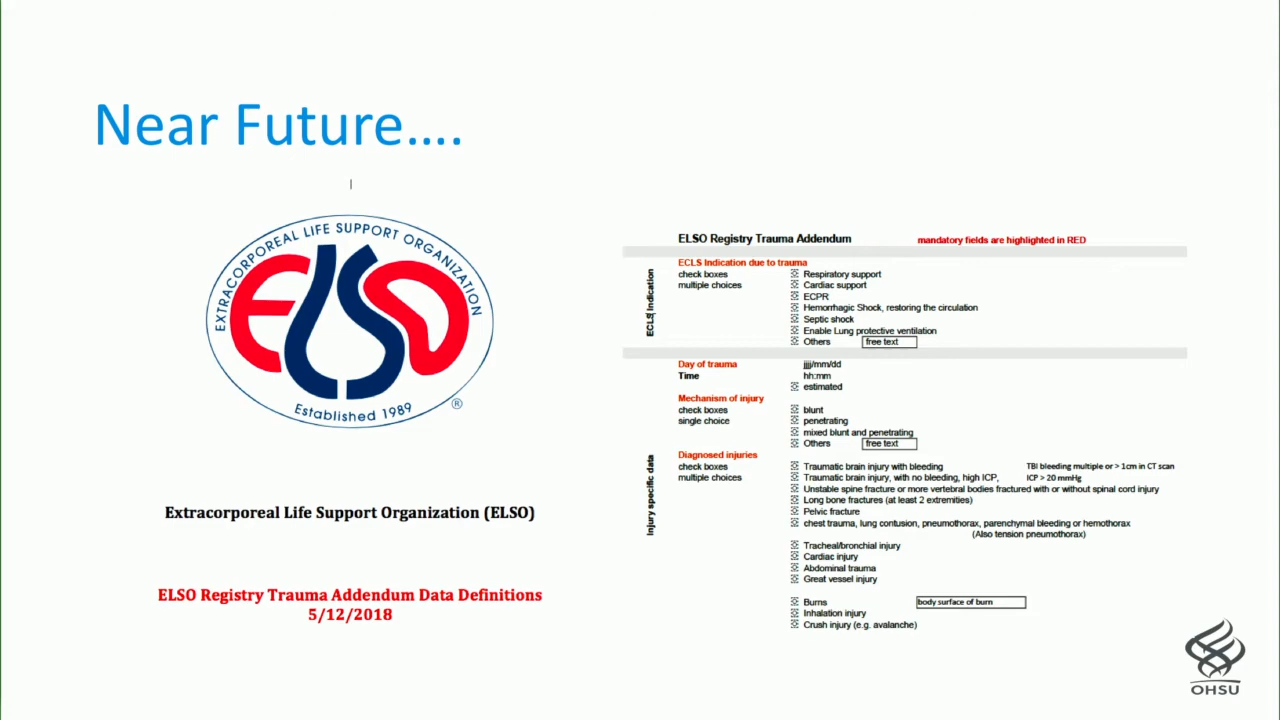 Near Future….
EXTRACORPOREAL LIFE SUPPORT ORGANIZATION
ELSO
Established 1989
®
Extracorporeal Life Support Organization (ELSO)
ELSO Registry Trauma Addendum Data Definitions
5/12/2018
ELSO Registry Trauma Addendum mandatory fields are highlighted in RED
ECLS Indication
ECLS Indication due to trauma
check boxes Respiratory support
multiple choices Cardiac support
ECPR
Hemorrhagic Shock, restoring the circulation
Septic shock
Enable Lung protective ventilation
Others free text
Day of trauma jjjj/mm/dd
Time hh:mm
estimated
Mechanism of injury
check boxes blunt
single choice penetrating
mixed blunt and penetrating
Others free text
Injury specific data
Diagnosed injuries
check boxes Traumatic brain injury with bleeding TBI bleeding multiple or > 1cm in CT scan
multiple choices Traumatic brain injury, with no bleeding, high ICP, ICP > 20 mmHg
Unstable spine fracture or more vertebral bodies fractured with or without spinal cord injury
Long bone fractures (at least 2 extremities)
Pelvic fracture
chest trauma, lung contusion, pneumothorax, parenchymal bleeding or hemothorax
(Also tension pneumothorax)
Tracheal/bronchial injury
Cardiac injury
Abdominal trauma
Great vessel injury
Burns body surface of burn
Inhalation injury
Crush injury (e.g. avalanche)
OHSU